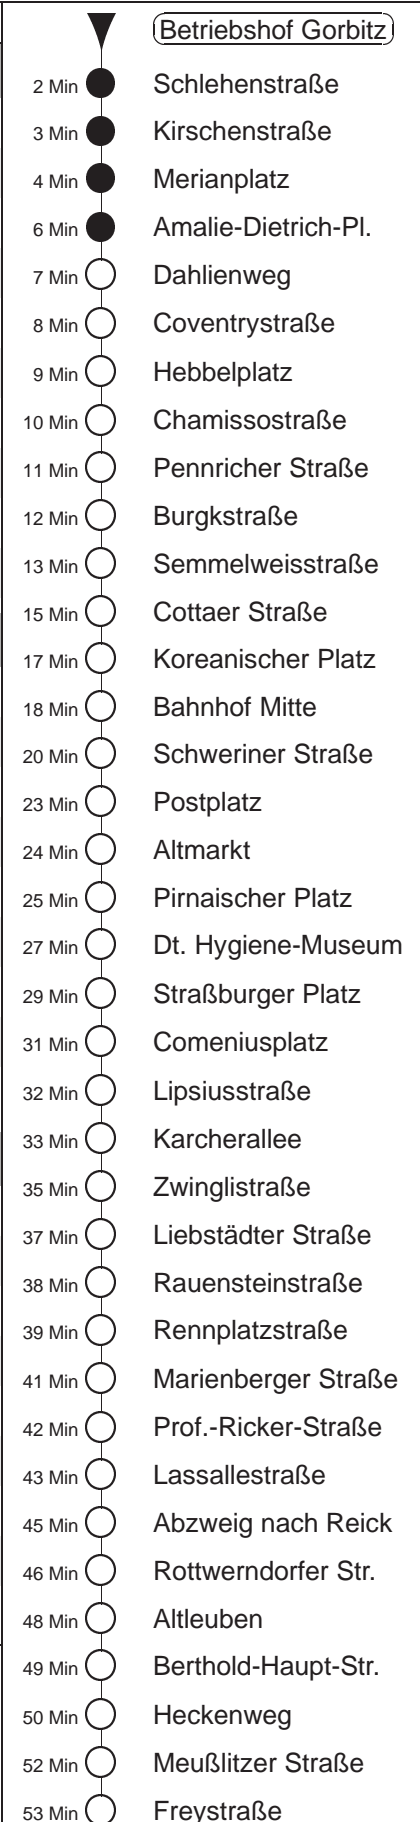 Betriebshof Gorbitz
2 Min Schlehenstraße
3 Min Kirschenstraße
4 Min Merianplatz
6 Min Amalie-Dietrich-Pl.
7 Min Dahlienweg
8 Min Coventrystraße
9 Min Hebbelplatz
10 Min Chamissostraße
11 Min Pennricher Straße
12 Min Burgkstraße
13 Min Semmelweisstraße
15 Min Cottaer Straße
17 Min Koreanischer Platz
18 Min Bahnhof Mitte
20 Min Schweriner Straße
23 Min Postplatz
24 Min Altmarkt
25 Min Pirnaischer Platz
27 Min Dt. Hygiene-Museum
29 Min Straßburger Platz
31 Min Comeniusplatz
32 Min Lipsiusstraße
33 Min Karcherallee
35 Min Zwinglistraße
37 Min Liebstädter Straße
38 Min Rauensteinstraße
39 Min Rennplatzstraße
41 Min Marienberger Straße
42 Min Prof.-Ricker-Straße
43 Min Lassallestraße
45 Min Abzweig nach Reick
46 Min Rottwerndorfer Str.
48 Min Altleuben
49 Min Berthold-Haupt-Str.
50 Min Heckenweg
52 Min Meußlitzer Straße
53 Min Freystraße